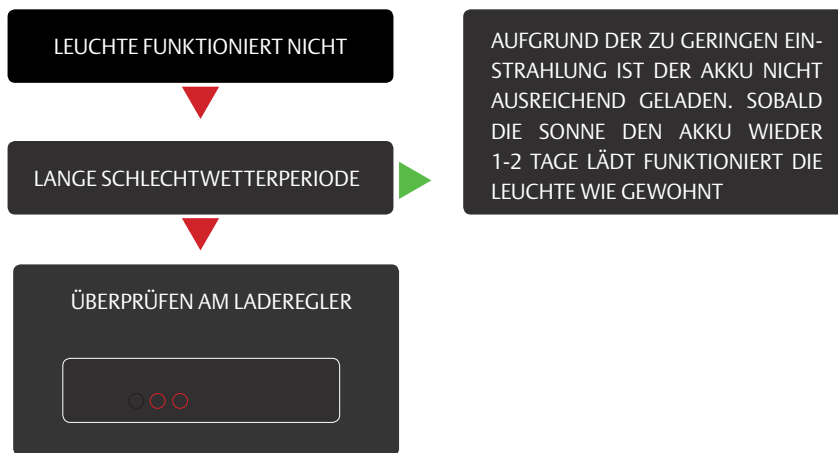 LEUCHTE FUNKTIONIERT NICHT
AUFGRUND DER ZU GERINGEN EIN-
STRAHLUNG IST DER AKKU NICHT
AUSREICHEND GELADEN. SOBALD
DIE SONNE DEN AKKU WIEDER
1-2 TAGE LÄDT FUNKTIONIERT DIE
LEUCHTE WIE GEWOHNT
LANGE SCHLECHTWETTERPERIODE
ÜBERPRÜFEN AM LADEREGLER